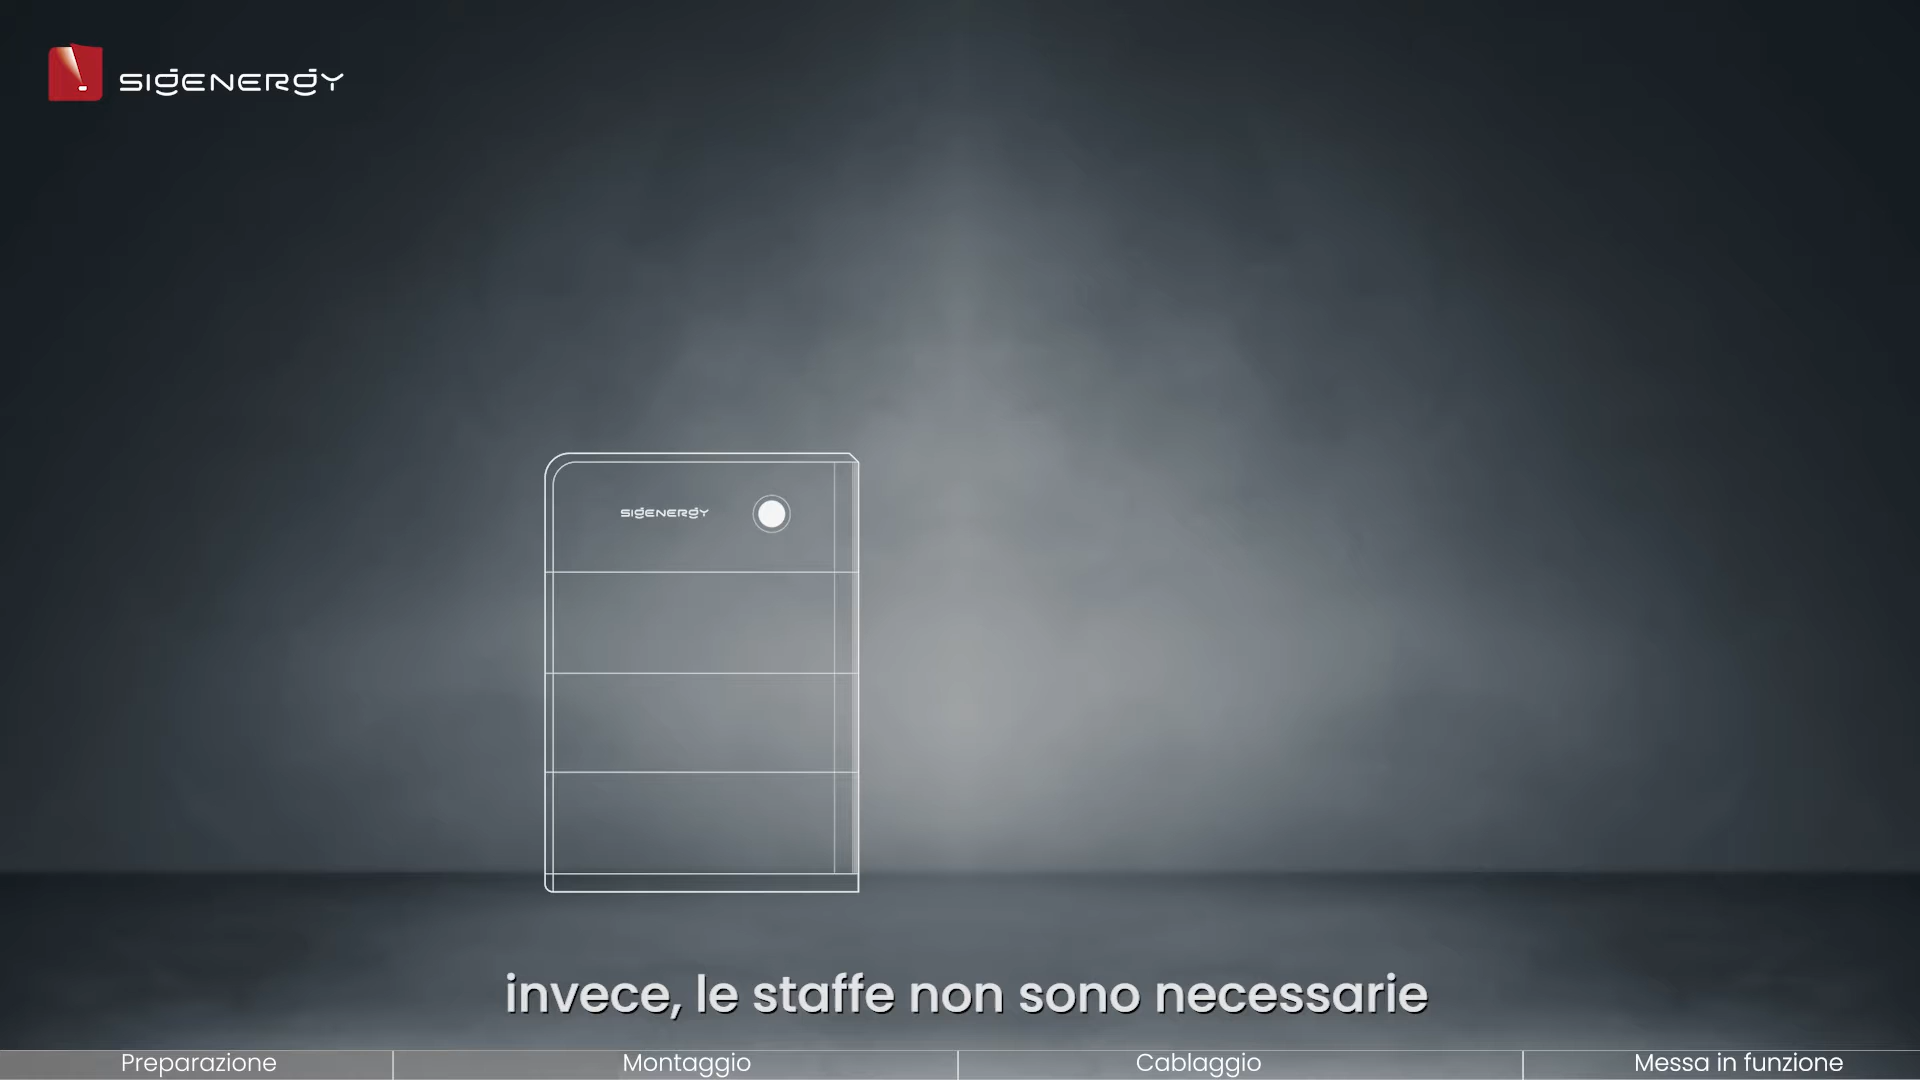 SIGENERGY
SIGENERGY
invece, le staffe non sono necessarie
Preparazione
Montaggio
Cablaggio
Messa in funzione